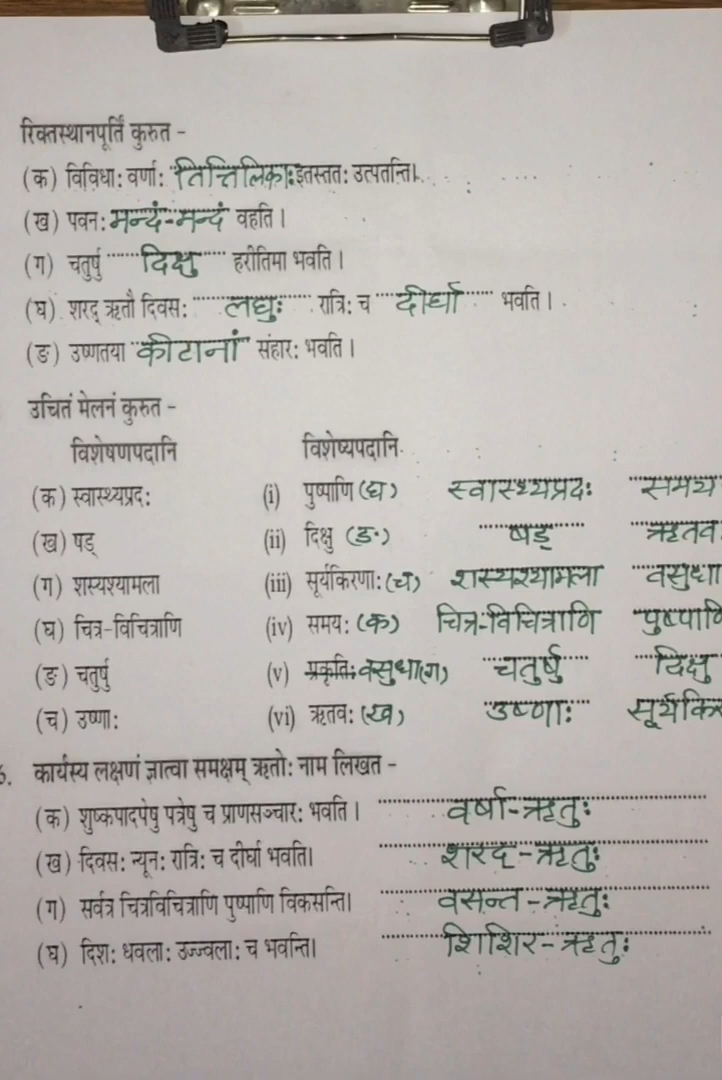 रिक्तस्थानपूर्तिं कुरुत -
(क) विविधाः वर्णाः तित्तिलिकाः इतस्ततः उत्पतन्ति।
(ख) पवनः मन्दं-मन्दं वहति।
(ग) चतुर्षु दिक्षु हरीतिमा भवति।
(घ) शरद् ऋतौ दिवसः लघुः रात्रिः च दीर्घा भवति।
(ङ) उष्णतया कीटानां संहारः भवति।
उचितं मेलनं कुरुत -
विशेषणपदानि विशेष्यपदानि
(क) स्वास्थ्यप्रदः (i) पुष्पाणि (घ) स्वास्थ्यप्रदः समय
(ख) षड् (ii) दिक्षु (ङ) षड् ऋतवः
(ग) शस्यश्यामला (iii) सूर्यकिरणाः (च) शस्यश्यामला वसुधा
(घ) चित्र-विचित्राणि (iv) समयः (क) चित्र-विचित्राणि पुष्पाणि
(ङ) चतुर्षु (v) प्रकृतिः वसुधा(ग) चतुर्षु दिक्षु
(च) उष्णाः (vi) ऋतवः (ख) उष्णाः सूर्यकिर
6. कार्यस्य लक्षणं ज्ञात्वा समक्षम् ऋतोः नाम लिखत -
(क) शुष्कपादपेषु पत्रेषु च प्राणसञ्चारः भवति। वर्षा-ऋतुः
(ख) दिवसः न्यूनः रात्रिः च दीर्घा भवति। शरद्-ऋतुः
(ग) सर्वत्र चित्रविचित्राणि पुष्पाणि विकसन्ति। वसन्त-ऋतुः
(घ) दिशः धवलाः उज्ज्वलाः च भवन्ति। शिशिर-ऋतुः